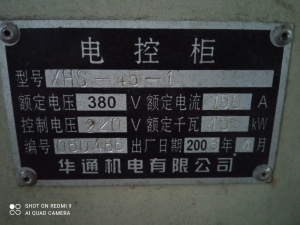 电控柜
型号
额定电压 380 V 额定电流 A
控制电压 220 V 额定千瓦 kW
编号 出厂日期 200 年 月
华通机电有限公司
SHOT ON REDMI 9
AI QUAD CAMERA